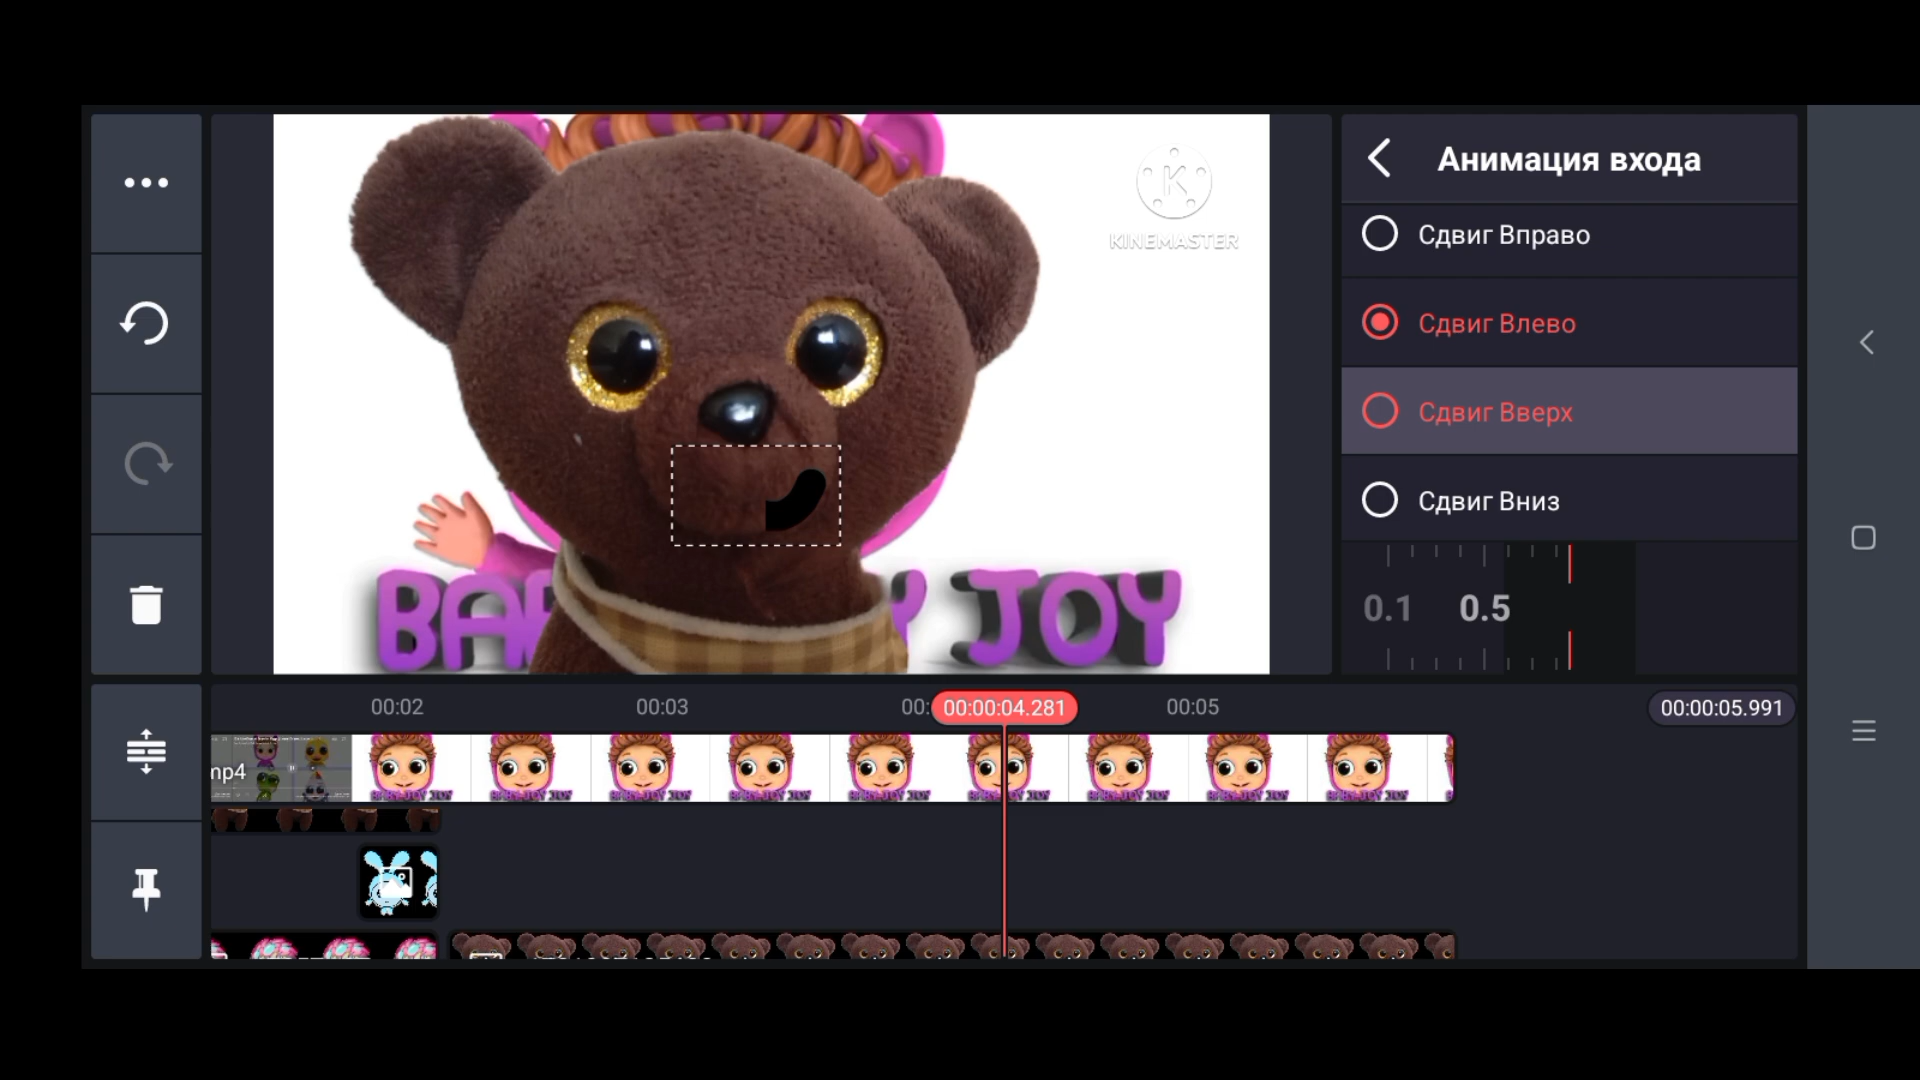 Анимация входа
KINEMASTER
Сдвиг Вправо
Сдвиг Влево
Сдвиг Вверх
Сдвиг Вниз
0.1 0.5
BA Y JOY
00:02 00:03 00: 00:00:04.281 00:05 00:00:05.991
mp4